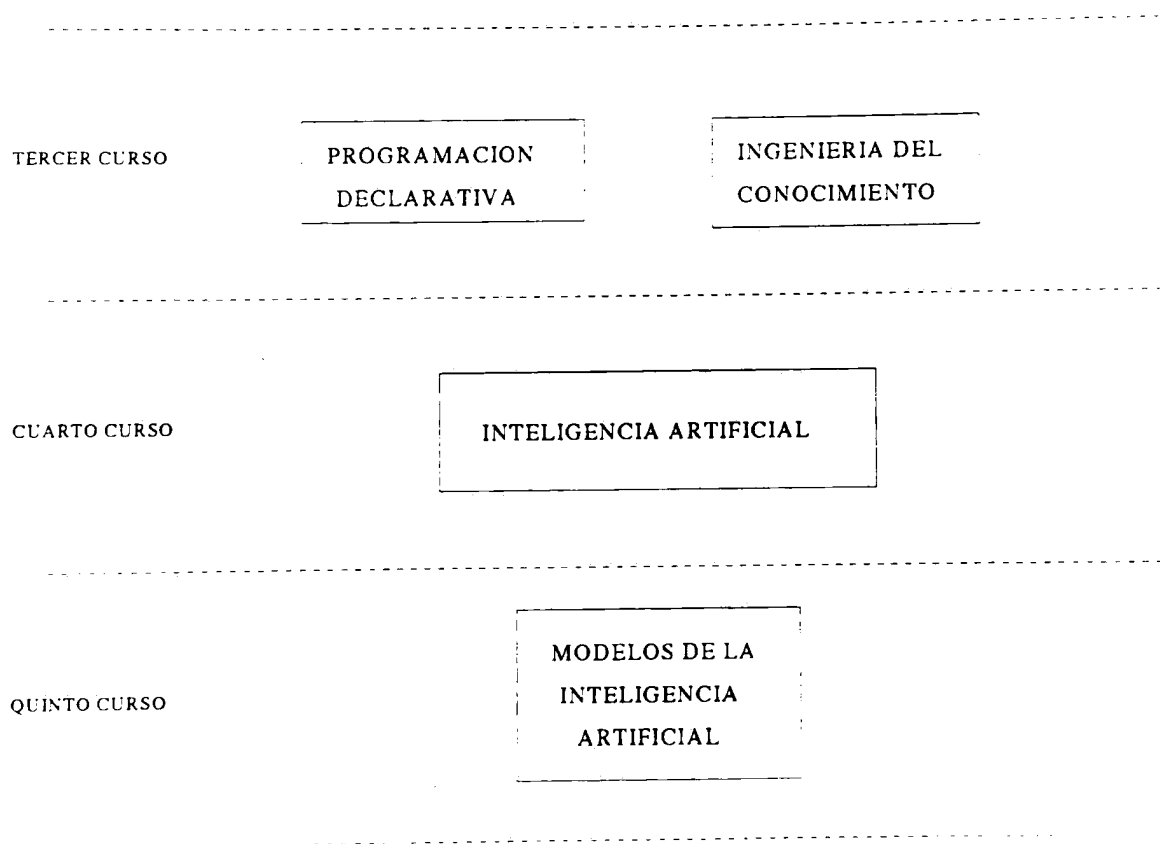 TERCER CURSO
PROGRAMACION
DECLARATIVA
INGENIERIA DEL
CONOCIMIENTO
CUARTO CURSO
INTELIGENCIA ARTIFICIAL
QUINTO CURSO
MODELOS DE LA
INTELIGENCIA
ARTIFICIAL